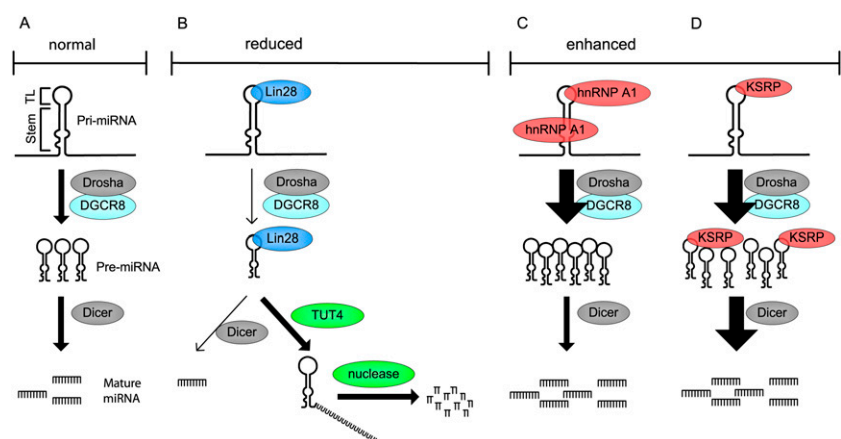 A
B
C
D
normal
reduced
enhanced
TL
Stem
Pri-miRNA
Lin28
hnRNP A1
hnRNP A1
KSRP
Drosha
DGCR8
Drosha
DGCR8
Drosha
DGCR8
Drosha
DGCR8
Pre-miRNA
Lin28
KSRP
KSRP
Dicer
Dicer
TUT4
Dicer
Dicer
Mature
miRNA
nuclease